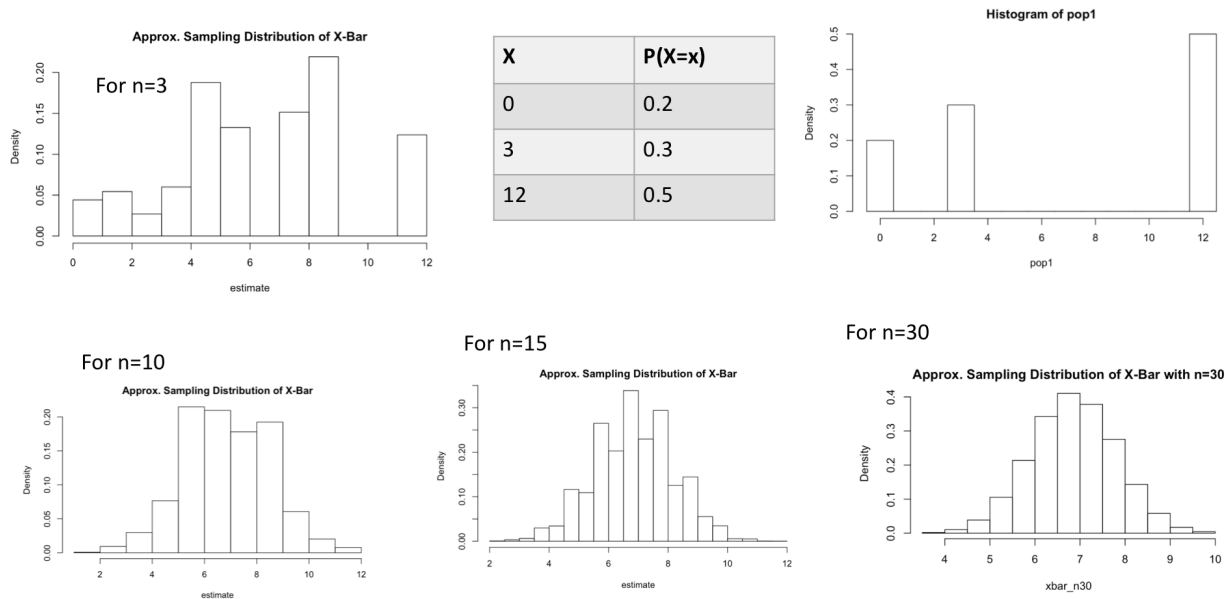 Approx. Sampling Distribution of X-Bar
For n=3
Density
0.00
0.05
0.10
0.15
0.20
0 2 4 6 8 10 12
estimate
X P(X=x)
0 0.2
3 0.3
12 0.5
Histogram of pop1
Density
0.0
0.1
0.2
0.3
0.4
0.5
0 2 4 6 8 10 12
pop1
For n=10
Approx. Sampling Distribution of X-Bar
Density
0.00
0.05
0.10
0.15
0.20
2 4 6 8 10 12
estimate
For n=15
Approx. Sampling Distribution of X-Bar
Density
0.00
0.10
0.20
0.30
2 4 6 8 10 12
estimate
For n=30
Approx. Sampling Distribution of X-Bar with n=30
Density
0.0
0.1
0.2
0.3
0.4
4 5 6 7 8 9 10
xbar_n30